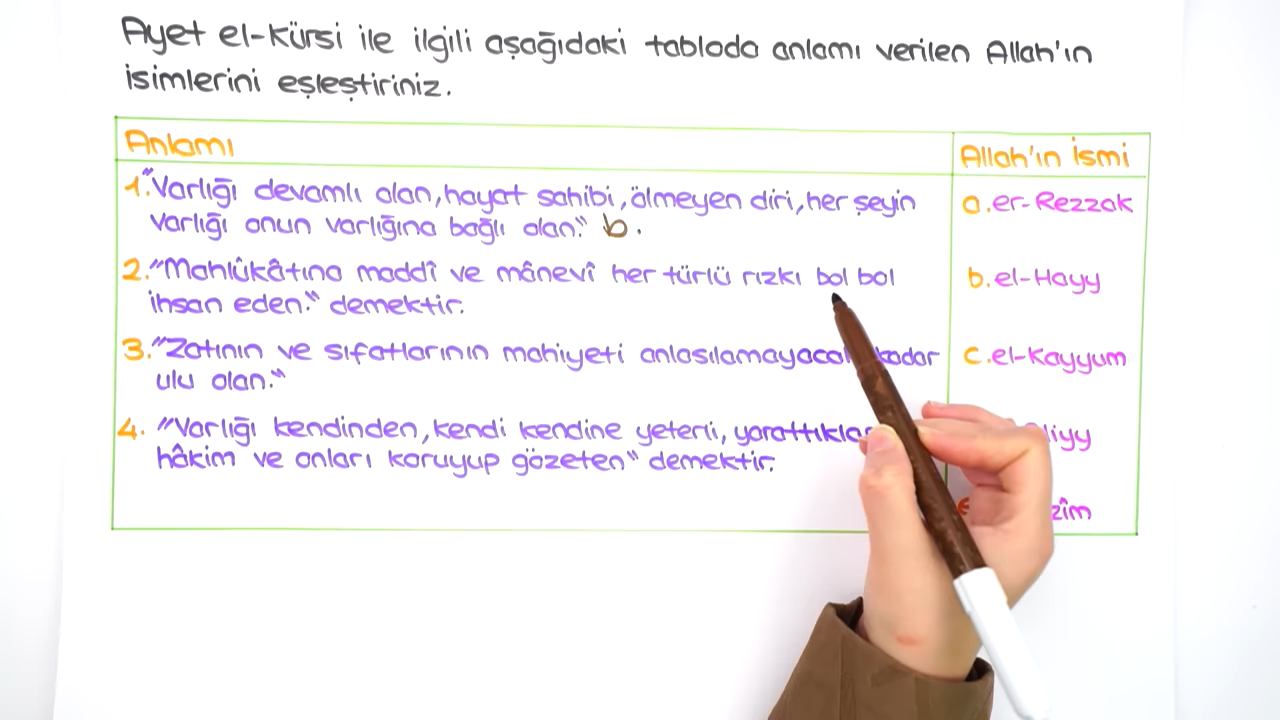 Ayet el-Kürsi ile ilgili aşağıdaki tabloda anlamı verilen Allah'ın
isimlerini eşleştiriniz.
Anlamı
Allah'ın İsmi
1."Varlığı devamlı olan, hayat sahibi, ölmeyen diri, her şeyin
varlığı onun varlığına bağlı olan." b.
a. er-Rezzak
2."Mahlûkâtına maddî ve mânevî her türlü rızkı bol bol
ihsan eden." demektir.
b. el-Hayy
3."Zatının ve sıfatlarının mahiyeti anlaşılamayacak kadar
ulu olan."
c. el-Kayyum
4. "Varlığı kendinden, kendi kendine yeterli,
hâkim ve onları koruyup gözeten" demektir.